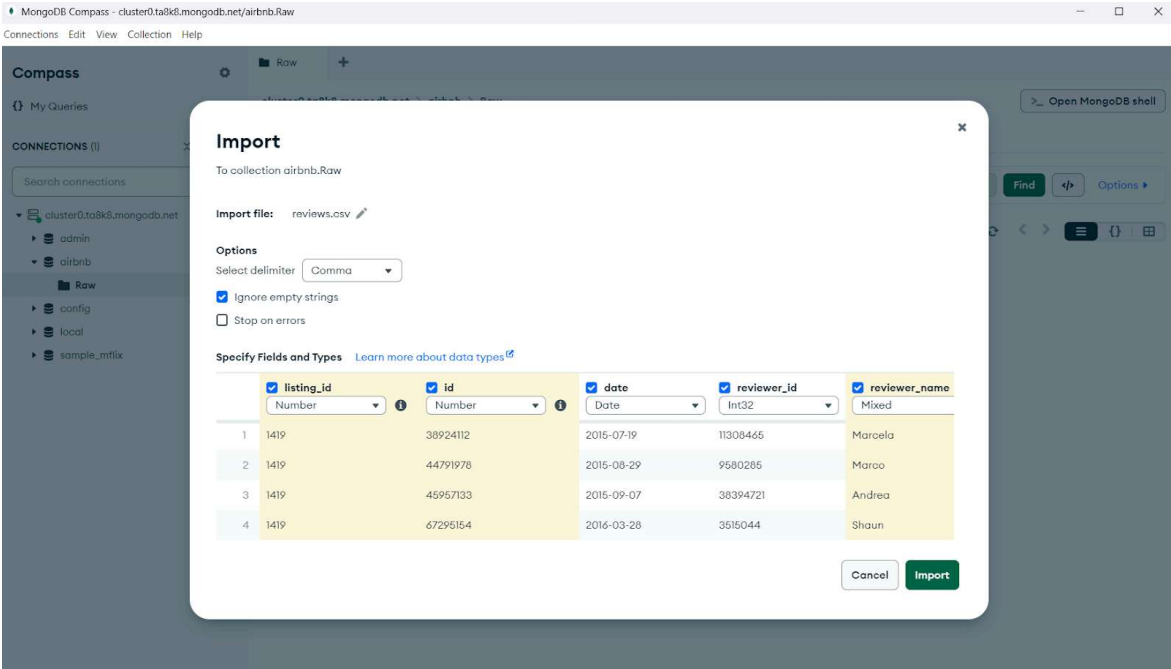 MongoDB Compass - cluster0.ta8k8.mongodb.net/airbnb.Raw
Connections Edit View Collection Help
Compass
Raw
{} My Queries
>_ Open MongoDB shell
CONNECTIONS (1)
Search connections
Find
</>
Options
cluster0.ta8k8.mongodb.net
admin
airbnb
Raw
config
local
sample_mflix
{}
Import
To collection airbnb.Raw
Import file: reviews.csv
Options
Select delimiter Comma
Ignore empty strings
Stop on errors
Specify Fields and Types Learn more about data types
listing_id id date reviewer_id reviewer_name
Number Number Date Int32 Mixed
1 1419 38924112 2015-07-19 11308465 Marcela
2 1419 44791978 2015-08-29 9580285 Marco
3 1419 45957133 2015-09-07 38394721 Andrea
4 1419 67295154 2016-03-28 3515044 Shaun
Cancel Import